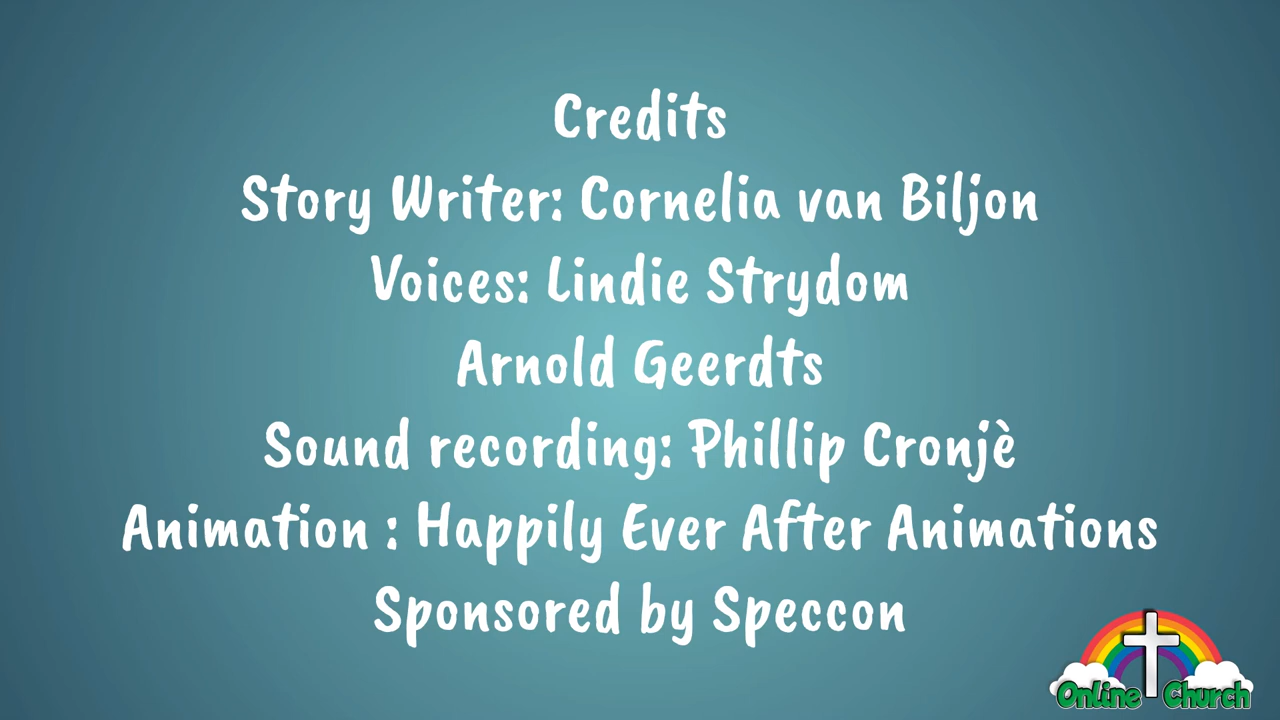 Credits
Story Writer: Cornelia van Biljon
Voices: Lindie Strydom
Arnold Geerdts
Sound recording: Phillip Cronjè
Animation : Happily Ever After Animations
Sponsored by Speccon
Online Church